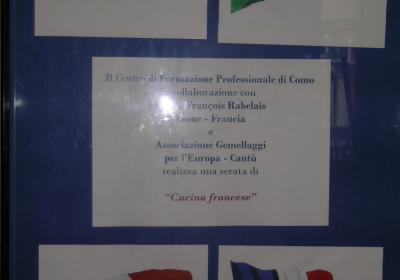 Il Centro di Formazione Professionale di Como
in collaborazione con
François Rabelais
Lione - Francia
e
Associazione Gemellaggi
per l'Europa - Cantù
realizza una serata di
“Cucina francese”